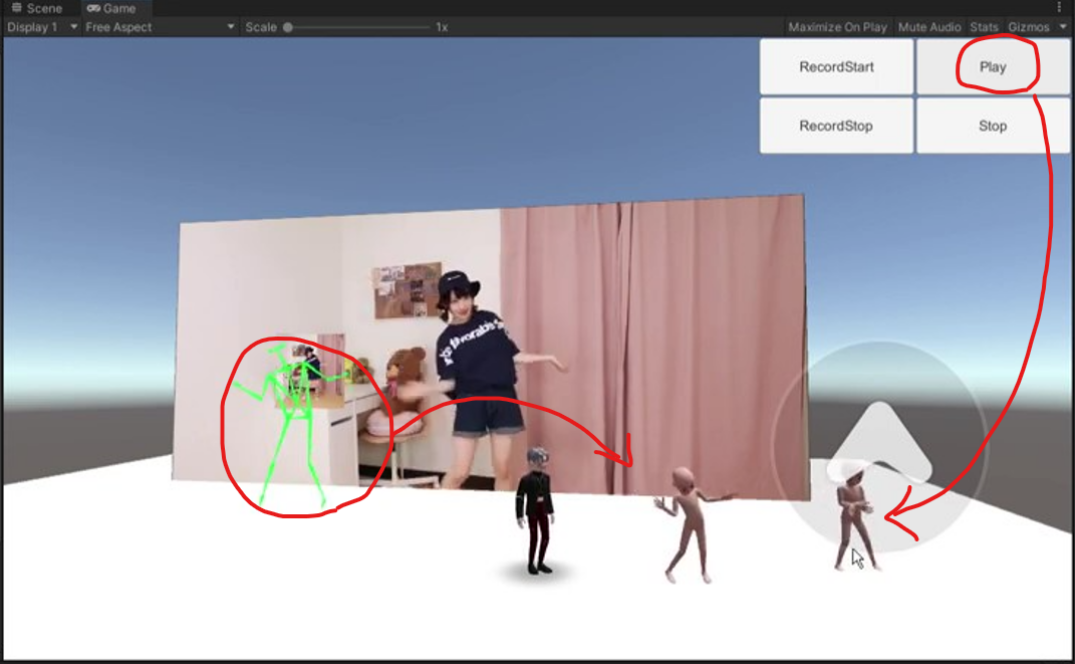 Scene Game
Display 1 Free Aspect Scale 1x Maximize On Play Mute Audio Stats Gizmos
RecordStart Play
RecordStop Stop
favorable